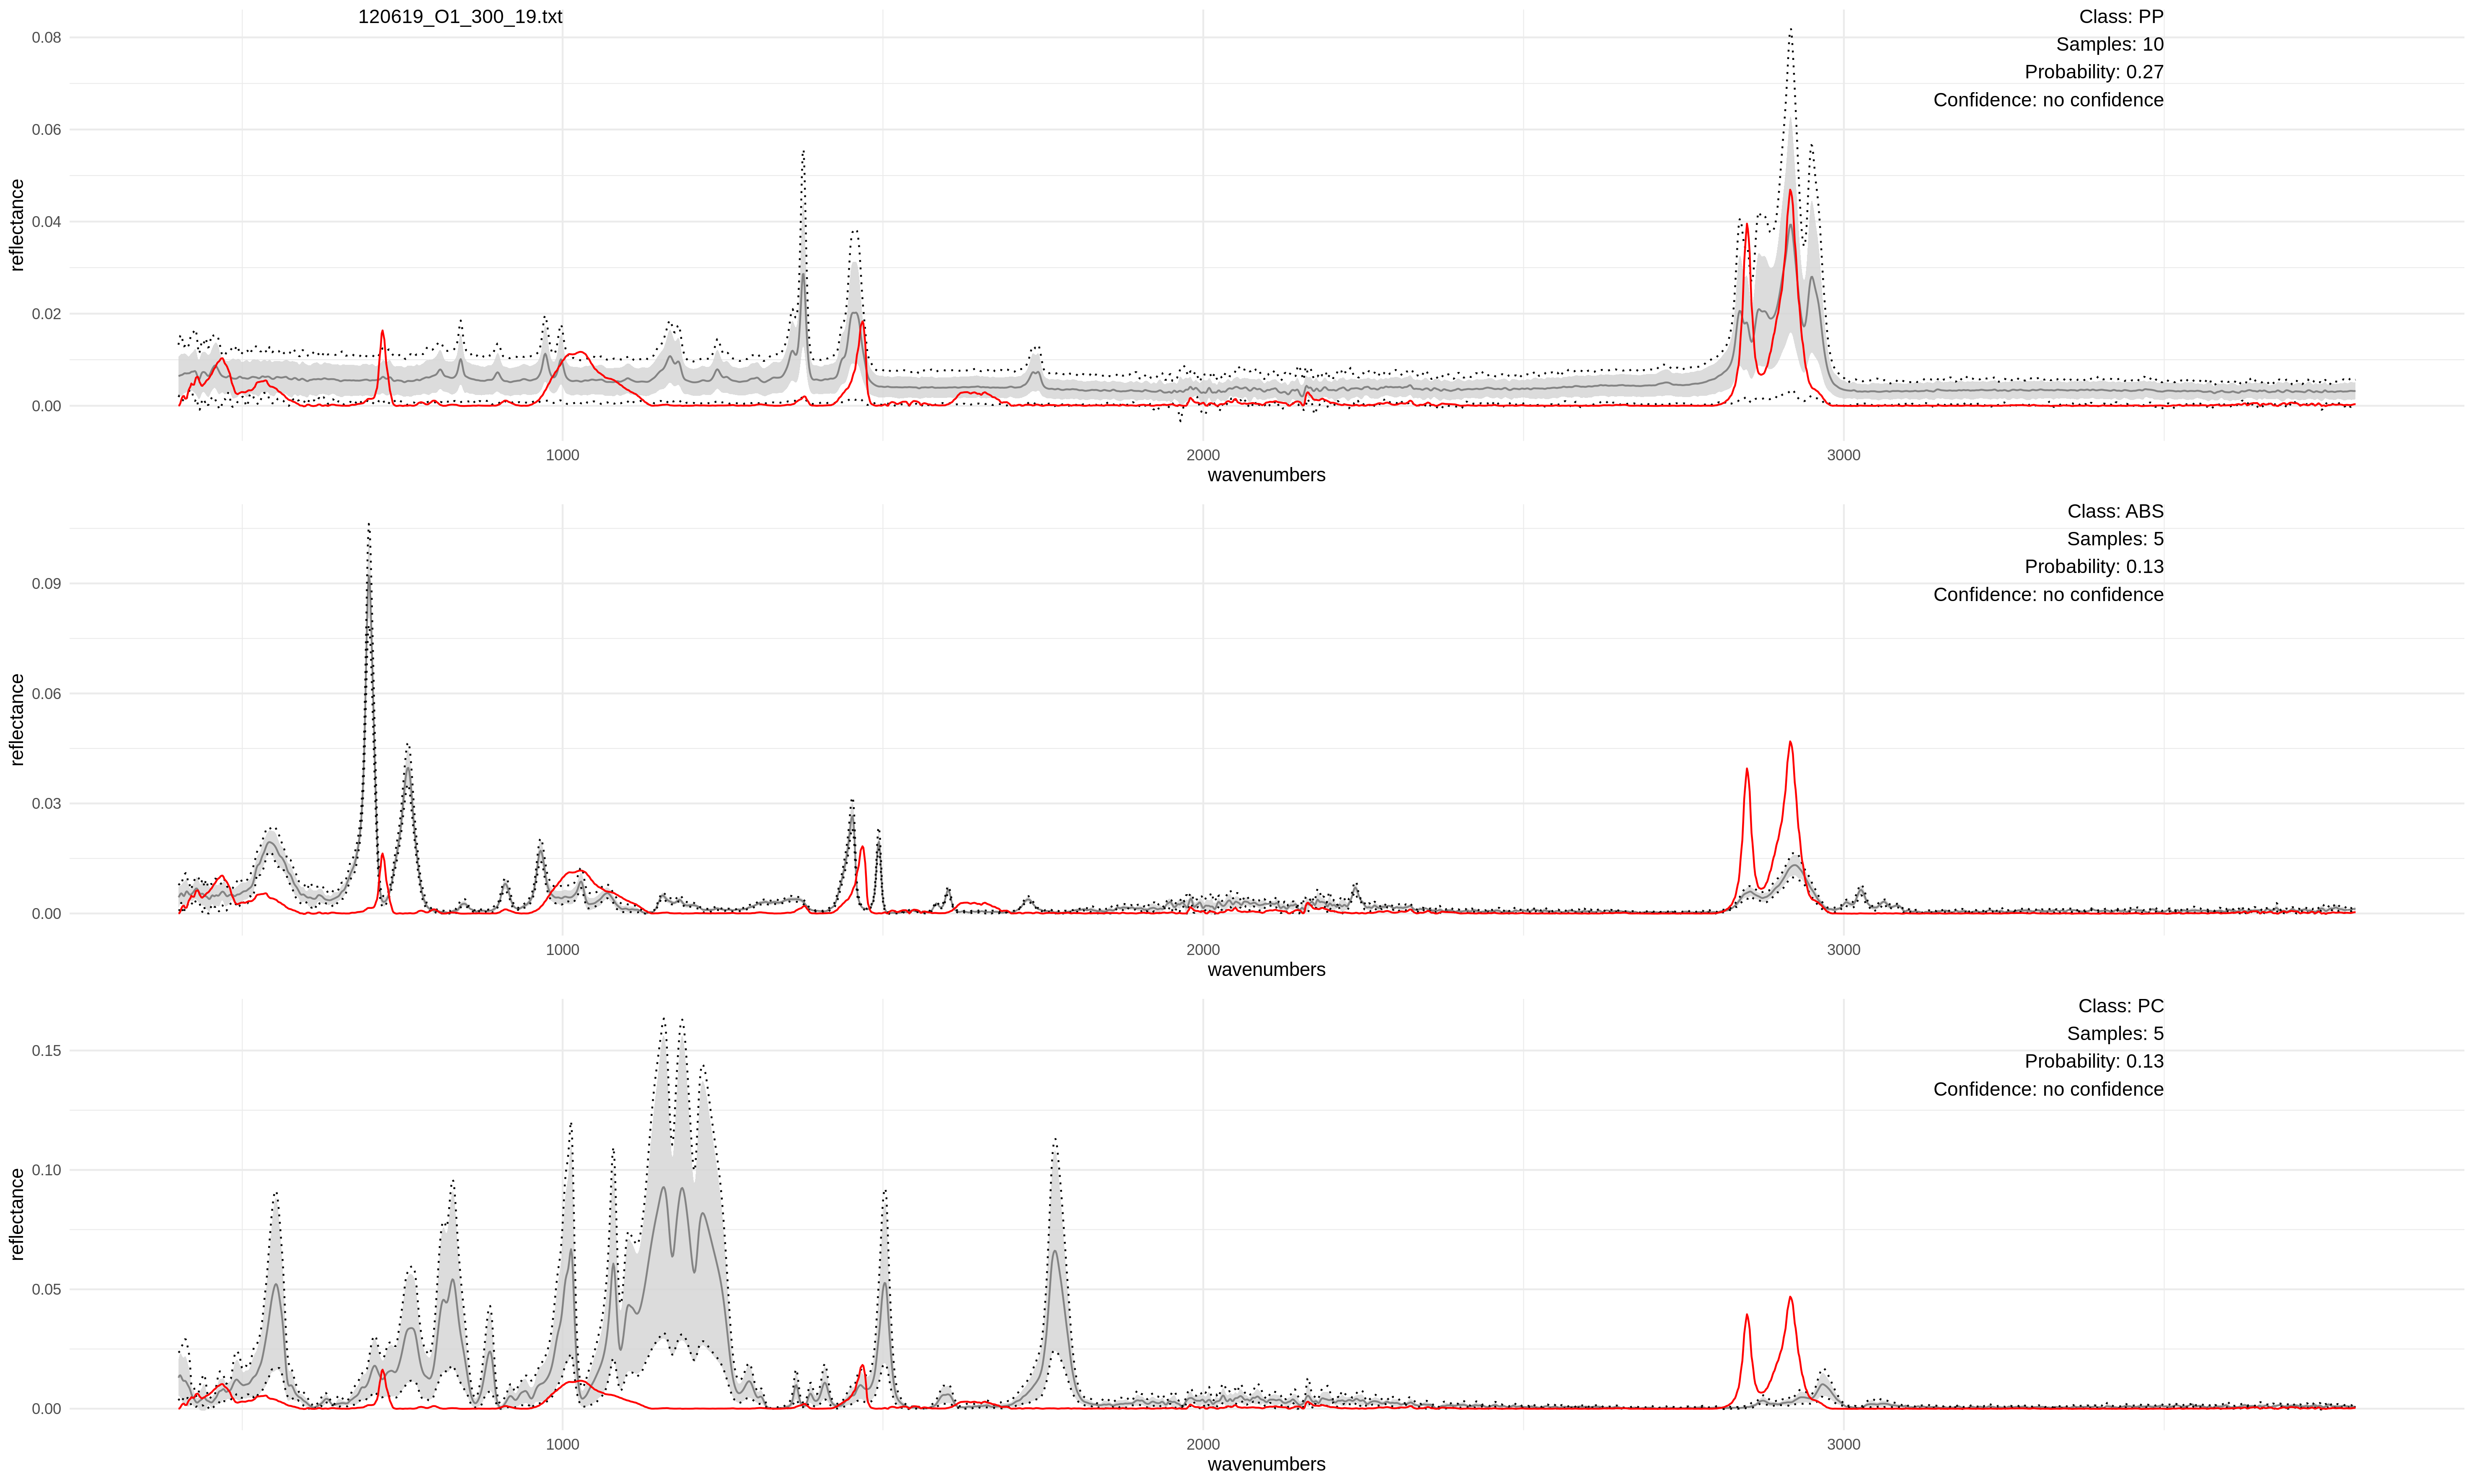 120619_O1_300_19.txt
Class: PP
Samples: 10
Probability: 0.27
Confidence: no confidence
0.08
0.06
0.04
0.02
0.00
reflectance
1000 2000 3000
wavenumbers
Class: ABS
Samples: 5
Probability: 0.13
Confidence: no confidence
0.09
0.06
0.03
0.00
reflectance
1000 2000 3000
wavenumbers
Class: PC
Samples: 5
Probability: 0.13
Confidence: no confidence
0.15
0.10
0.05
0.00
reflectance
1000 2000 3000
wavenumbers